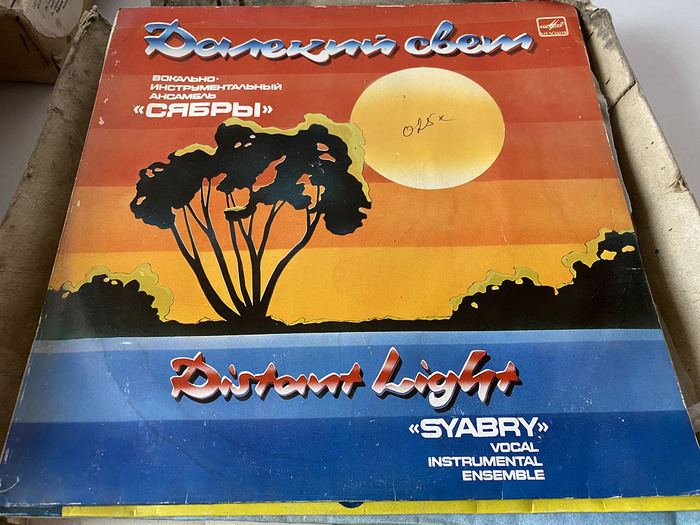 Далекий свет
ВОКАЛЬНО-
ИНСТРУМЕНТАЛЬНЫЙ
АНСАМБЛЬ
«СЯБРЫ»
Distant Light
«SYABRY»
VOCAL
INSTRUMENTAL
ENSEMBLE